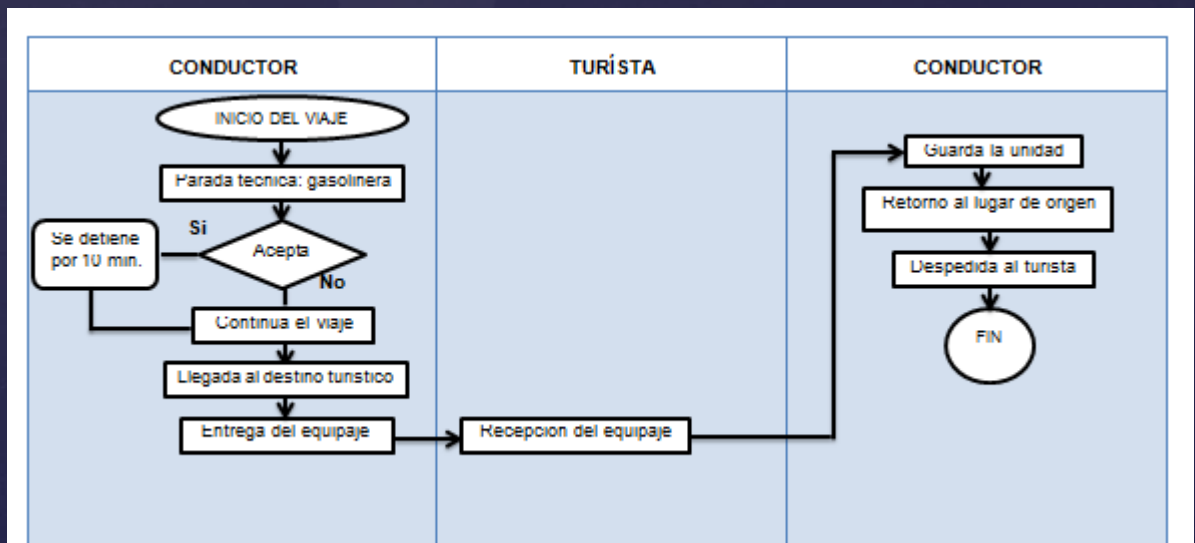 CONDUCTOR
TURÍSTA
CONDUCTOR
INICIO DEL VIAJE
Parada tecnica: gasolinera
Si
Acepta
Se detiene
por 10 min.
No
Continua el viaje
Llegada al destino turistico
Entrega del equipaje
Recepcion del equipaje
Guarda la unidad
Retorno al lugar de origen
Despedida al turista
FIN